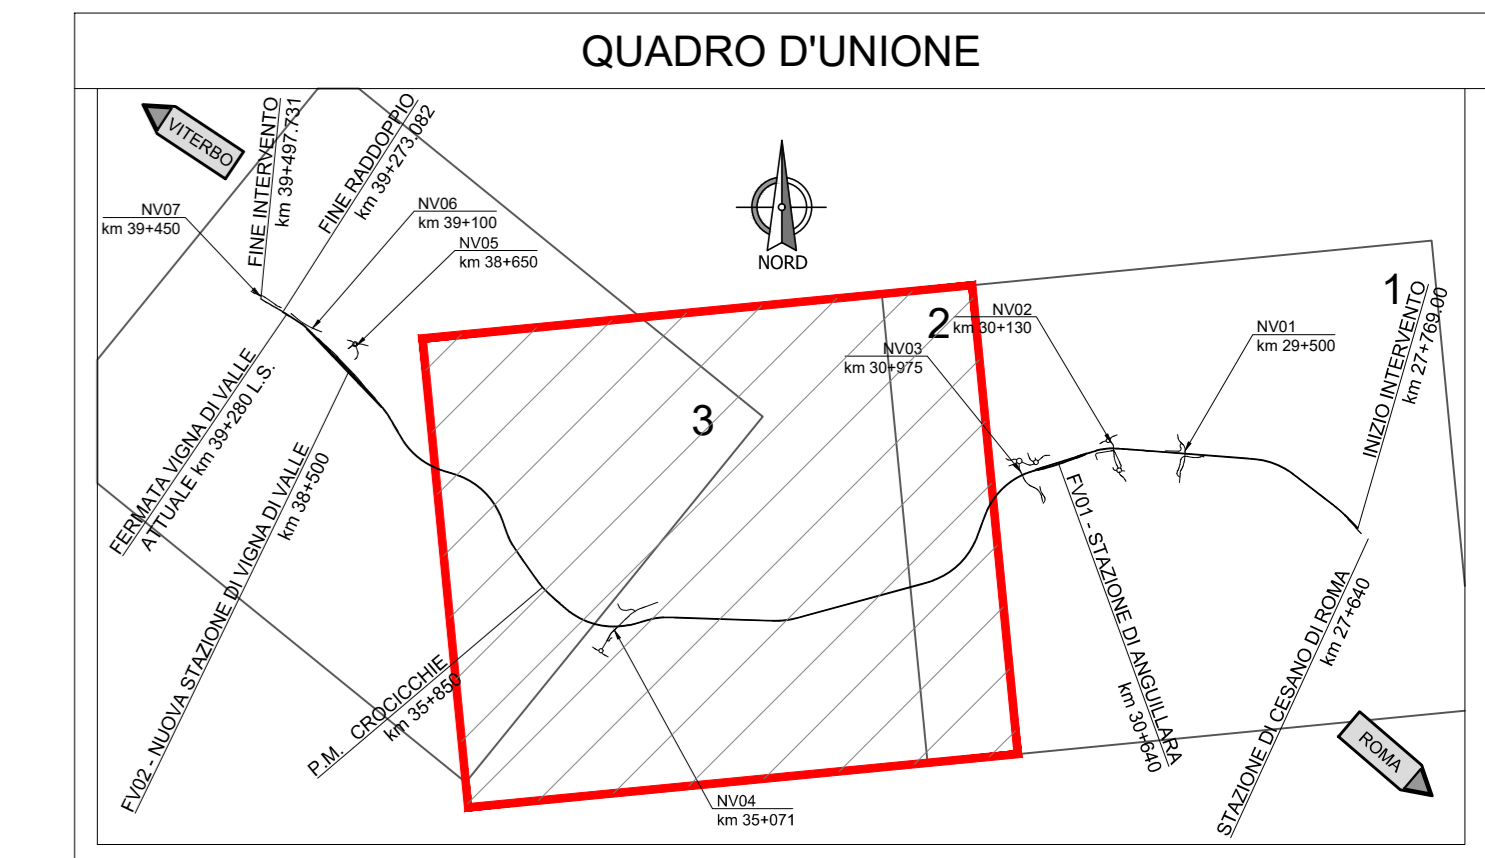 QUADRO D'UNIONE
VITERBO
FINE INTERVENTO
km 39+497.731
FINE RADDOPPIO
km 39+273.082
NV07
km 39+450
NV06
km 39+100
NV05
km 38+650
NORD
1
2
3
NV02
km 30+130
NV03
km 30+975
NV01
km 29+500
INIZIO INTERVENTO
km 27+769.00
FERMATA VIGNA DI VALLE
ATTUALE km 39+280 L.S.
FV02 - NUOVA STAZIONE DI VIGNA DI VALLE
km 38+500
P.M. CROCICCHIE
km 35+850
NV04
km 35+071
FV01 - STAZIONE DI ANGUILLARA
km 30+640
STAZIONE DI CESANO DI ROMA
km 27+640
ROMA